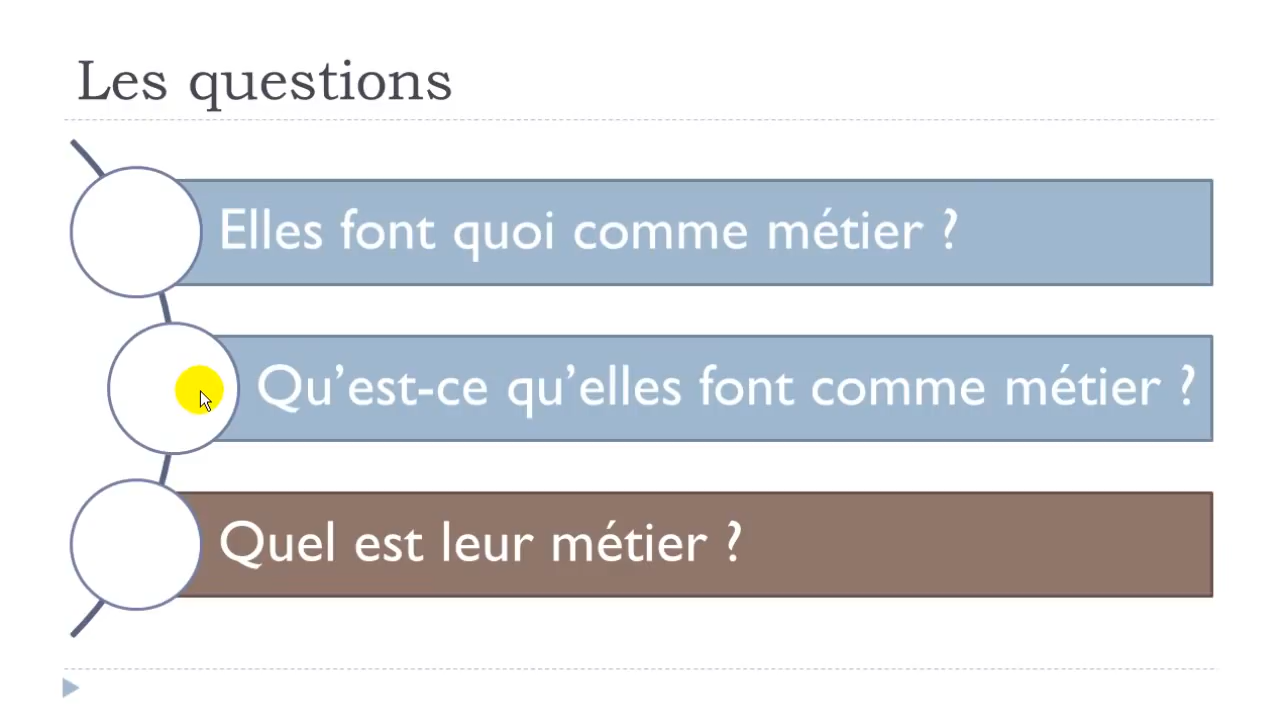 Les questions
Elles font quoi comme métier ?
Qu’est-ce qu’elles font comme métier ?
Quel est leur métier ?